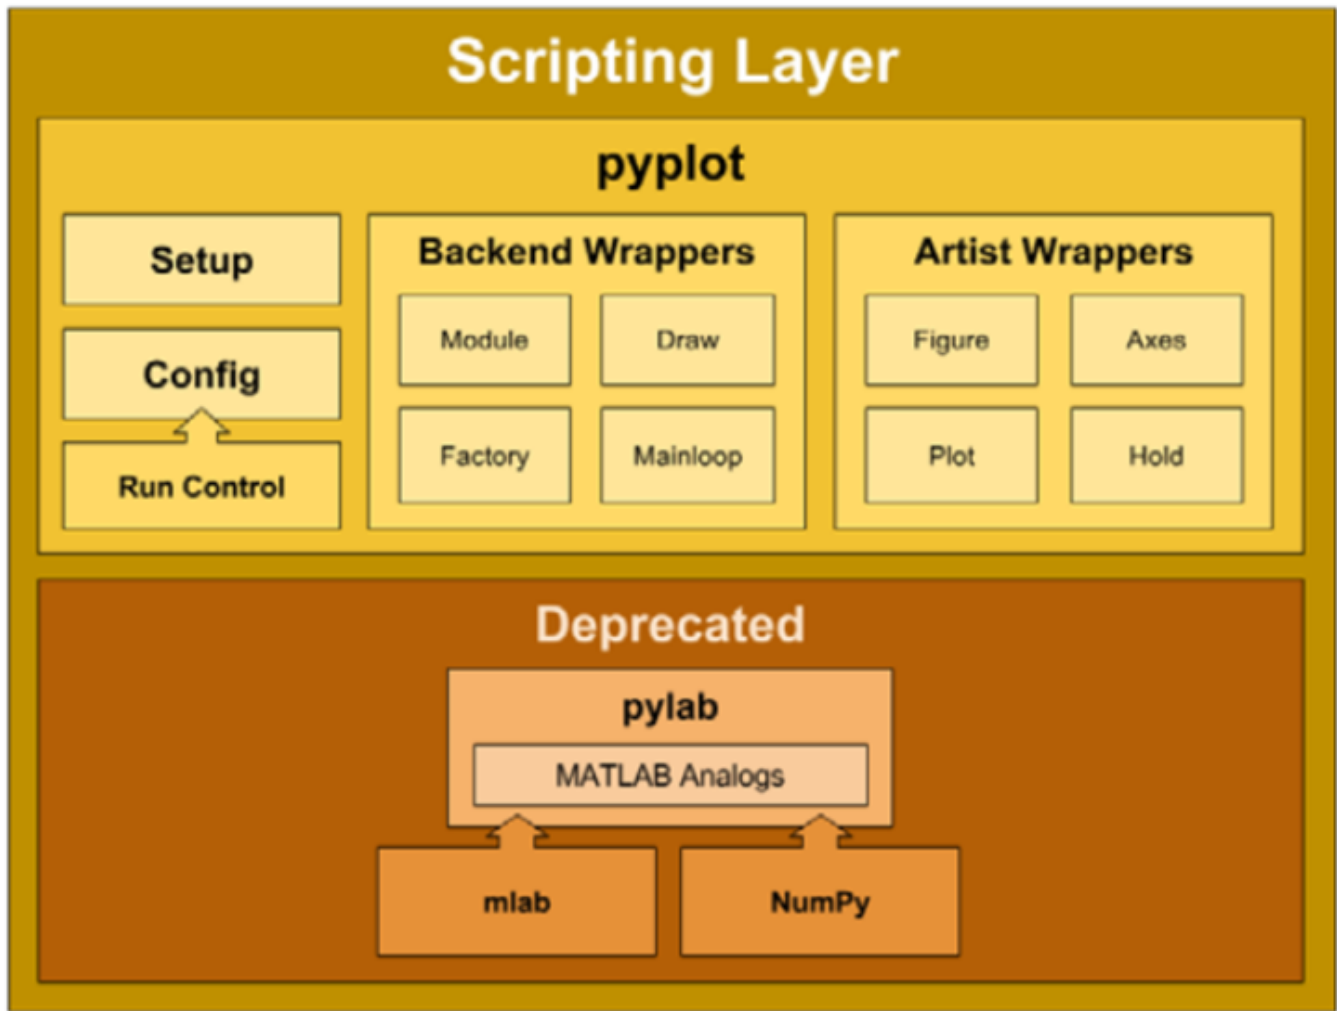 Scripting Layer
pyplot
Setup
Config
Run Control
Backend Wrappers
Module
Draw
Factory
Mainloop
Artist Wrappers
Figure
Axes
Plot
Hold
Deprecated
pylab
MATLAB Analogs
mlab
NumPy